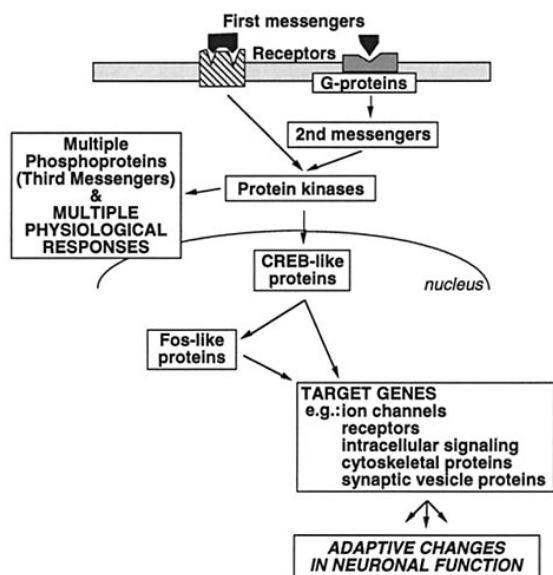 First messengers
Receptors
G-proteins
2nd messengers
Multiple
Phosphoproteins
(Third Messengers)
&
MULTIPLE
PHYSIOLOGICAL
RESPONSES
Protein kinases
CREB-like
proteins
nucleus
Fos-like
proteins
TARGET GENES
e.g.: ion channels
receptors
intracellular signaling
cytoskeletal proteins
synaptic vesicle proteins
ADAPTIVE CHANGES
IN NEURONAL FUNCTION